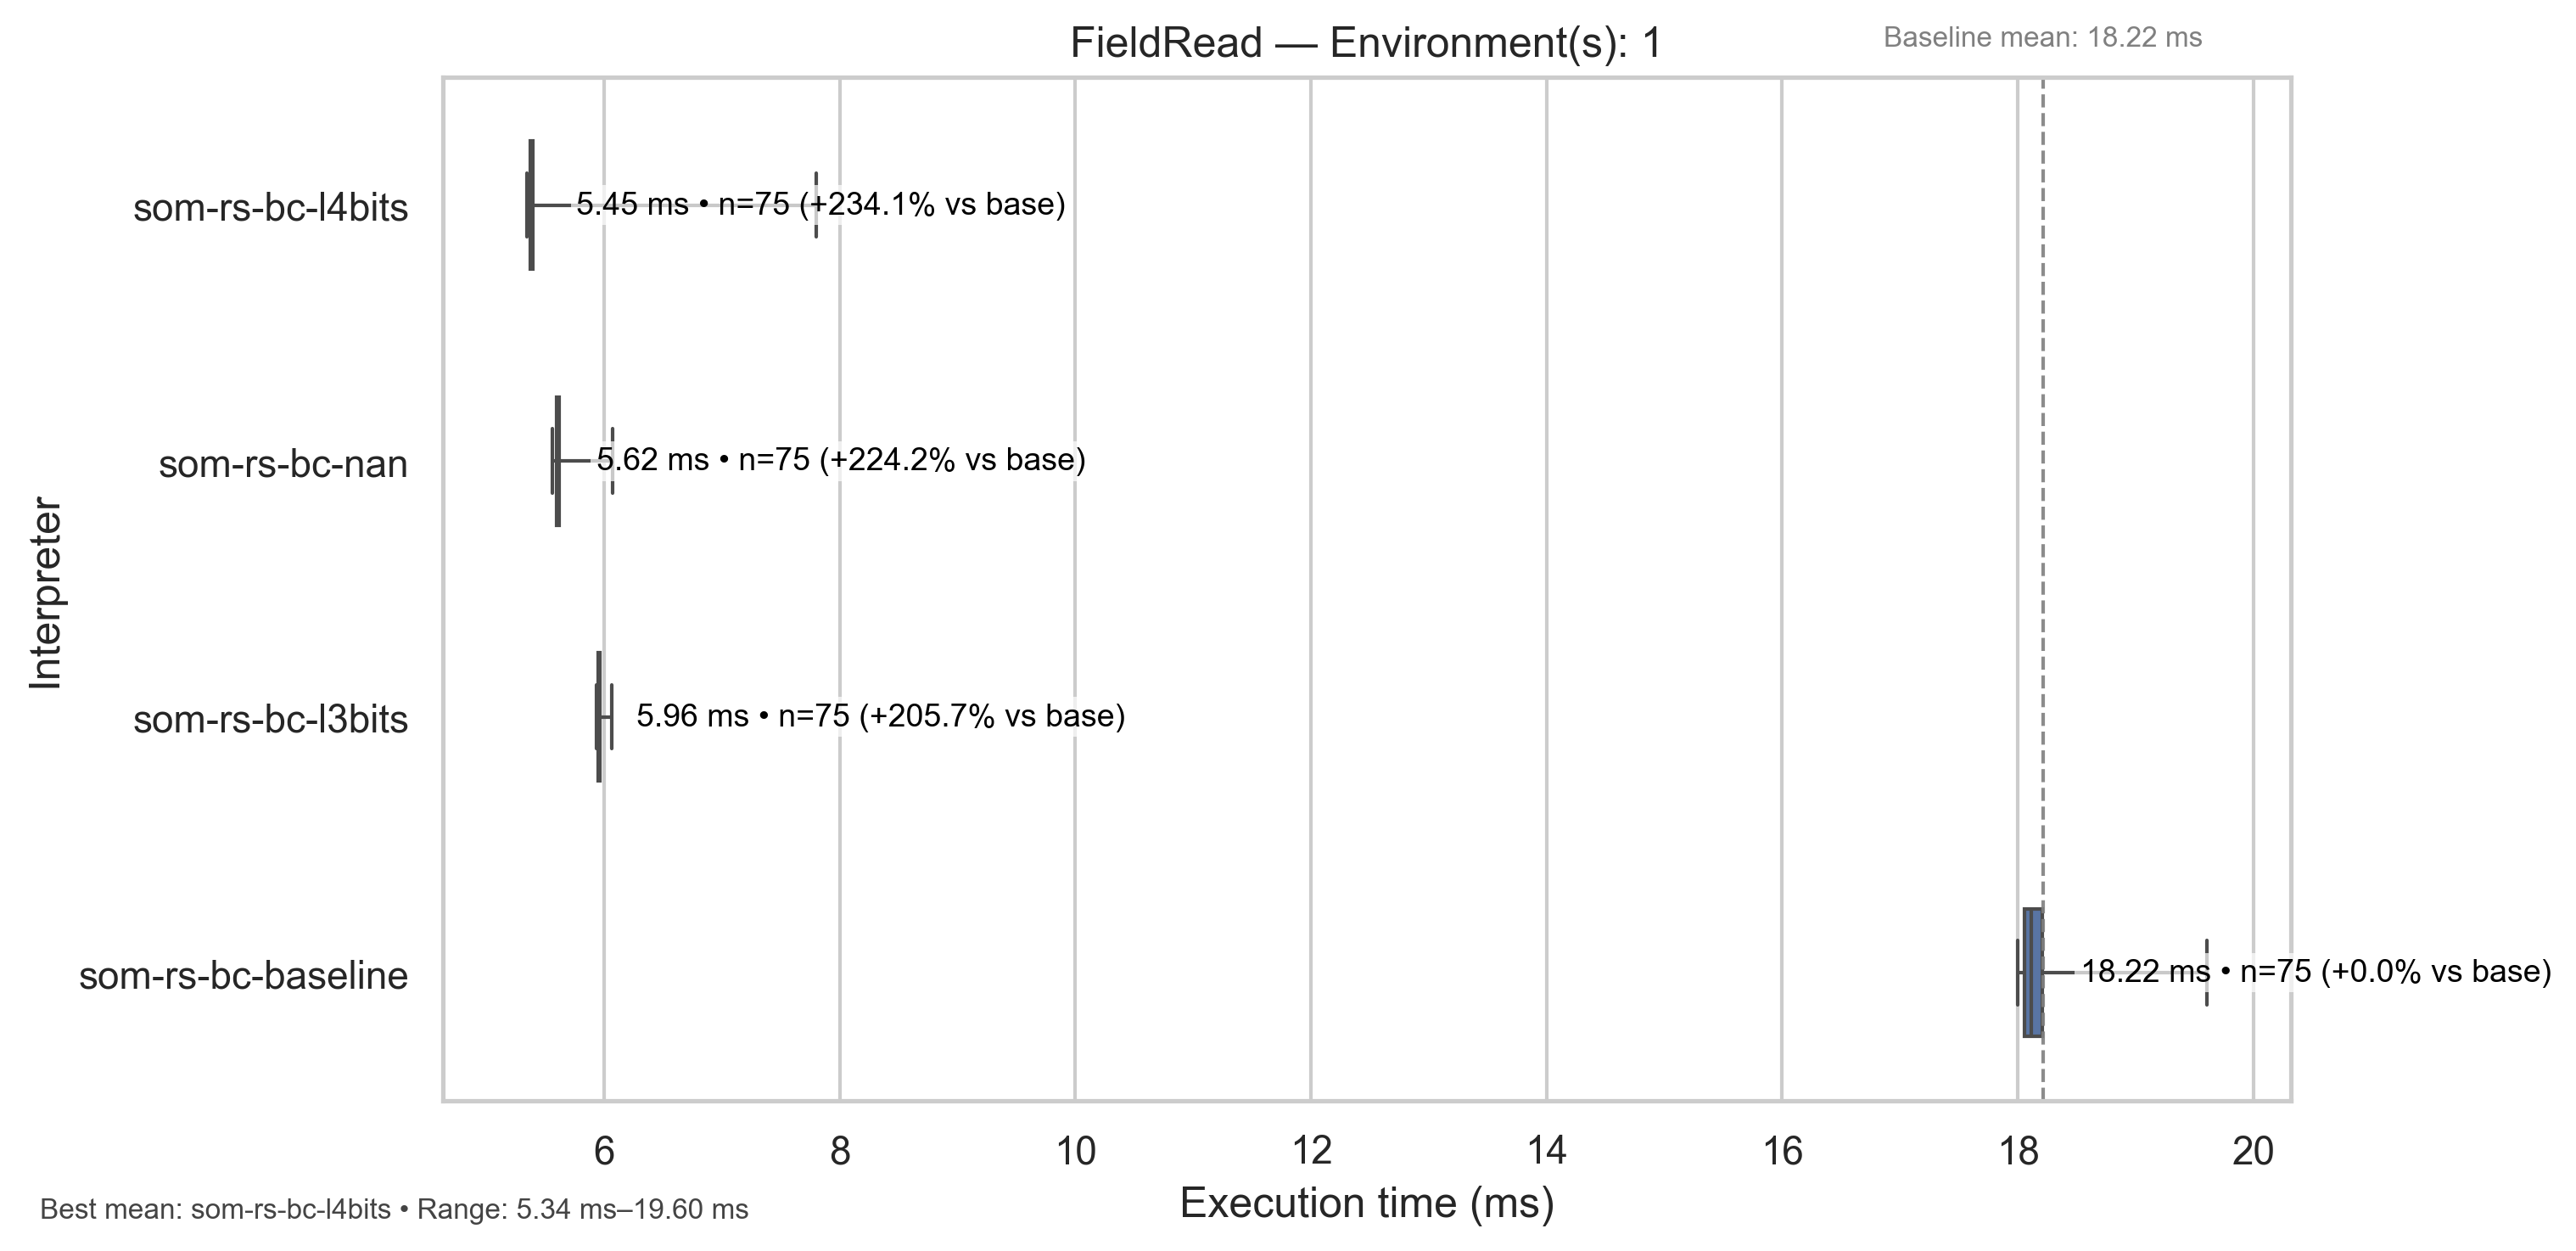 FieldRead — Environment(s): 1
Baseline mean: 18.22 ms
Interpreter
som-rs-bc-l4bits
5.45 ms • n=75 (+234.1% vs base)
som-rs-bc-nan
5.62 ms • n=75 (+224.2% vs base)
som-rs-bc-l3bits
5.96 ms • n=75 (+205.7% vs base)
som-rs-bc-baseline
18.22 ms • n=75 (+0.0% vs base)
6 8 10 12 14 16 18 20
Execution time (ms)
Best mean: som-rs-bc-l4bits • Range: 5.34 ms–19.60 ms